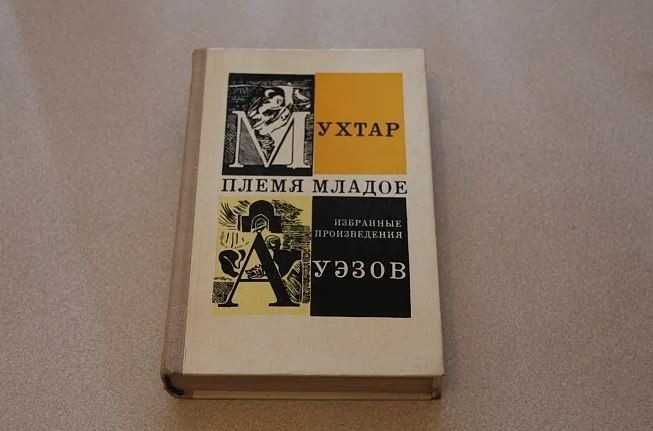 МУХТАР
ПЛЕМЯ МЛАДОЕ
ИЗБРАННЫЕ
ПРОИЗВЕДЕНИЯ
АУЭЗОВ